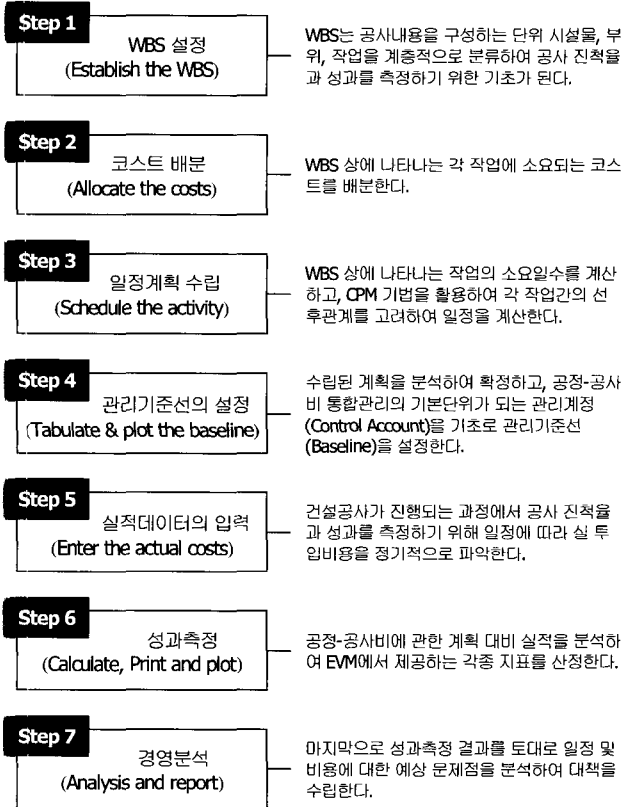 Step 1
WBS 설정
(Establish the WBS)
WBS는 공사내용을 구성하는 단위 시설물, 부
위, 작업을 계층적으로 분류하여 공사 진척율
과 성과를 측정하기 위한 기초가 된다.
Step 2
코스트 배분
(Allocate the costs)
WBS 상에 나타나는 각 작업에 소요되는 코스
트를 배분한다.
Step 3
일정계획 수립
(Schedule the activity)
WBS 상에 나타나는 작업의 소요일수를 계산
하고, CPM 기법을 활용하여 각 작업간의 선
후관계를 고려하여 일정을 계산한다.
Step 4
관리기준선의 설정
(Tabulate & plot the baseline)
수립된 계획을 분석하여 확정하고, 공정-공사
비 통합관리의 기본단위가 되는 관리계정
(Control Account)을 기초로 관리기준선
(Baseline)을 설정한다.
Step 5
실적데이터의 입력
(Enter the actual costs)
건설공사가 진행되는 과정에서 공사 진척율
과 성과를 측정하기 위해 일정에 따라 실 투
입비용을 정기적으로 파악한다.
Step 6
성과측정
(Calculate, Print and plot)
공정-공사비에 관한 계획 대비 실적을 분석하
여 EVM에서 제공하는 각종 지표를 산정한다.
Step 7
경영분석
(Analysis and report)
마지막으로 성과측정 결과를 토대로 일정 및
비용에 대한 예상 문제점을 분석하여 대책을
수립한다.